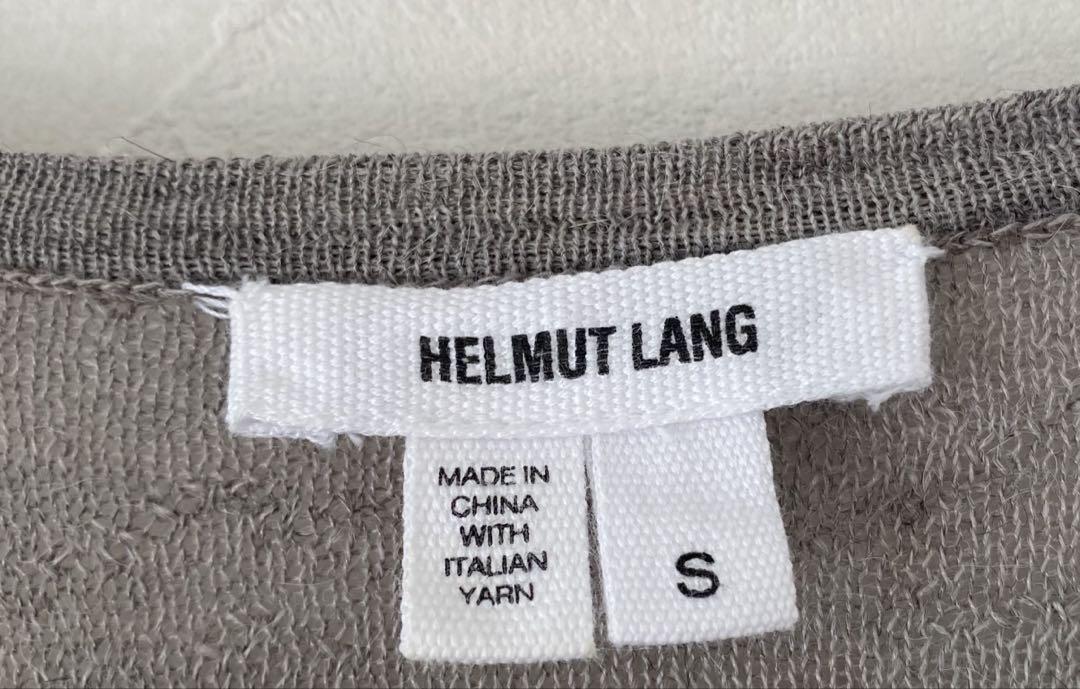 HELMUT LANG
MADE IN
CHINA
WITH
ITALIAN
YARN
S